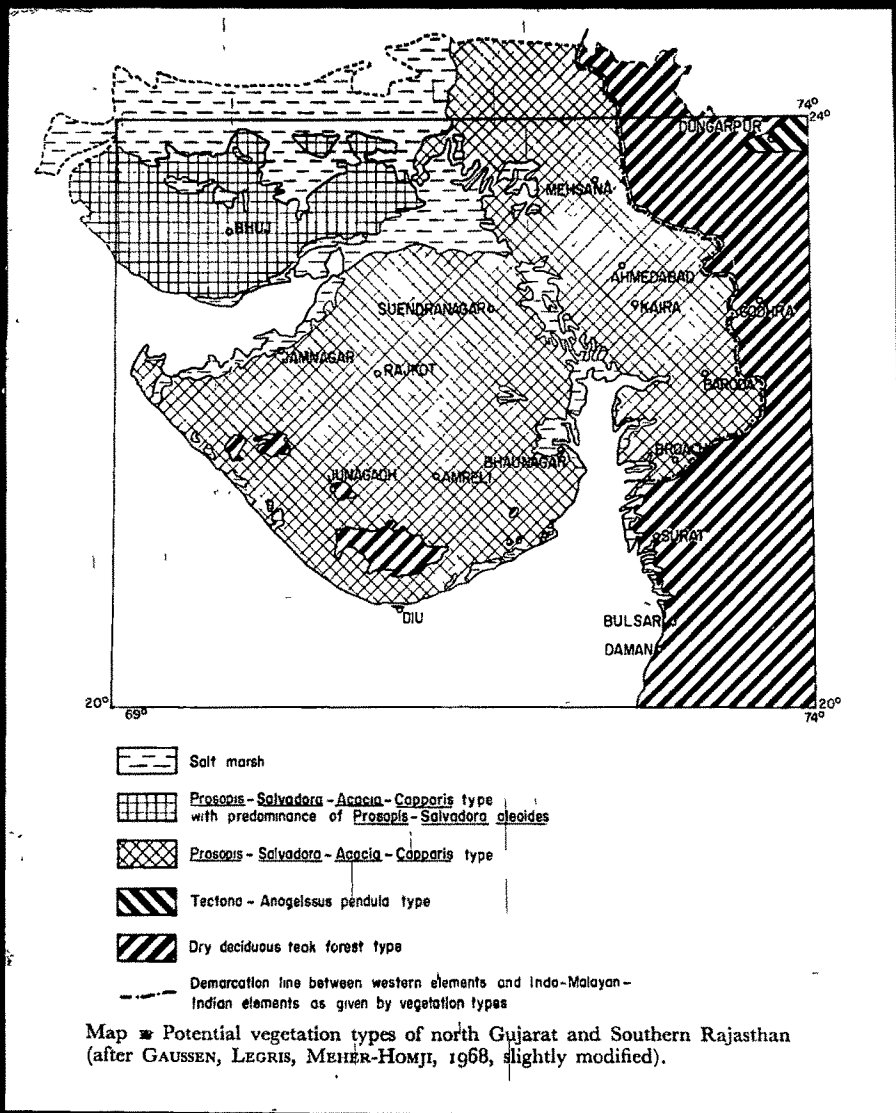 74°
24°
DUNGARPUR
MEHSANA
BHUJ
AHMEDABAD
KAIRA
SUENDRANAGAR
GODHRA
JAMNAGAR
RAJKOT
BARODA
BHAUNAGAR
BROACH
JUNAGADH
AMRELI
SURAT
DIU
BULSAR
DAMAN
20°
69°
20°
74°
Salt marsh
Prosopis - Salvadora - Acacia - Capparis type
with predominance of Prosopis - Salvadora oleoides
Prosopis - Salvadora - Acacia - Capparis type
Tectona - Anogeissus pendula type
Dry deciduous teak forest type
Demarcation line between western elements and Indo-Malayan-
Indian elements as given by vegetation types
Map Potential vegetation types of north Gujarat and Southern Rajasthan
(after GAUSSEN, LEGRIS, MEHER-HOMJI, 1968, slightly modified).